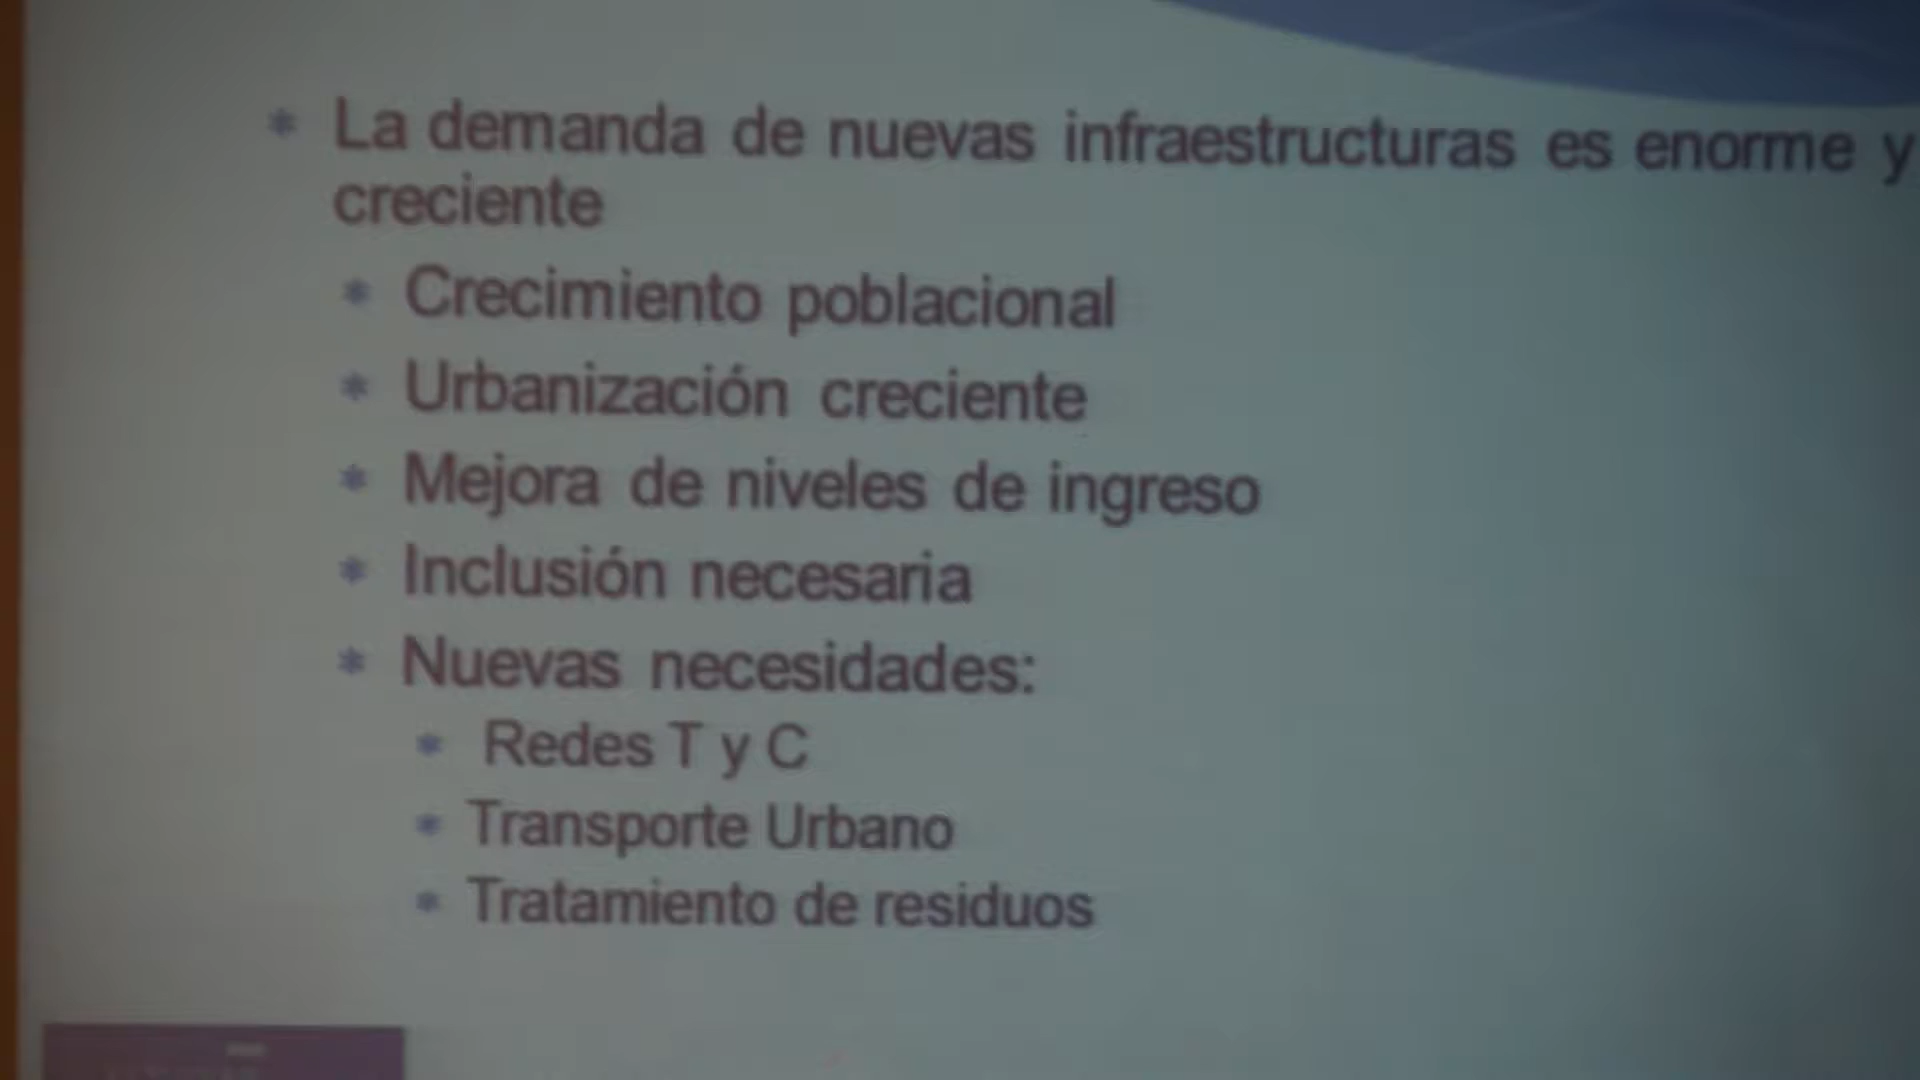 * La demanda de nuevas infraestructuras es enorme y
creciente
* Crecimiento poblacional
* Urbanización creciente
* Mejora de niveles de ingreso
* Inclusión necesaria
* Nuevas necesidades:
* Redes T y C
* Transporte Urbano
* Tratamiento de residuos